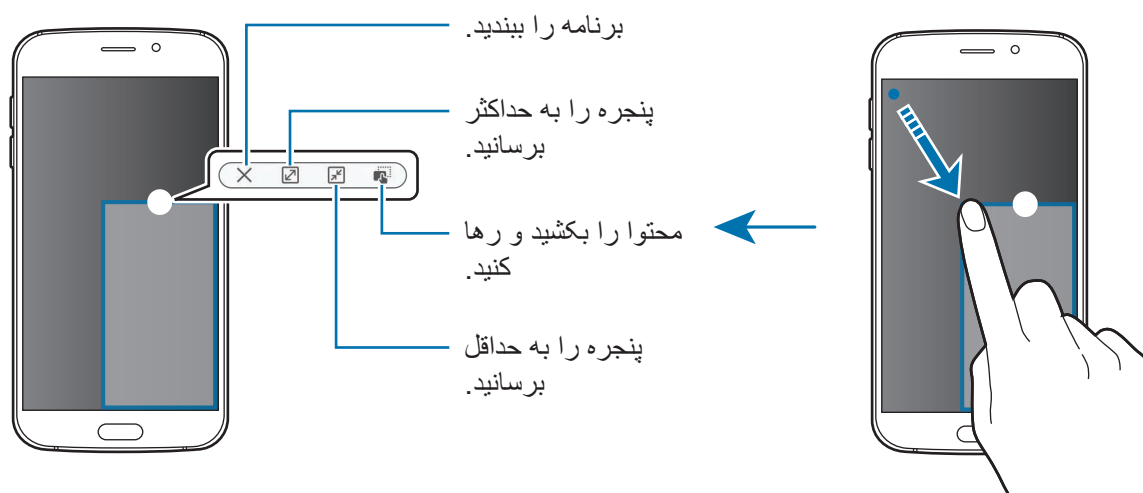 برنامه را ببندید.
پنجره را به حداکثر
برسانید.
محتوا را بکشید و رها
کنید.
پنجره را به حداقل
برسانید.